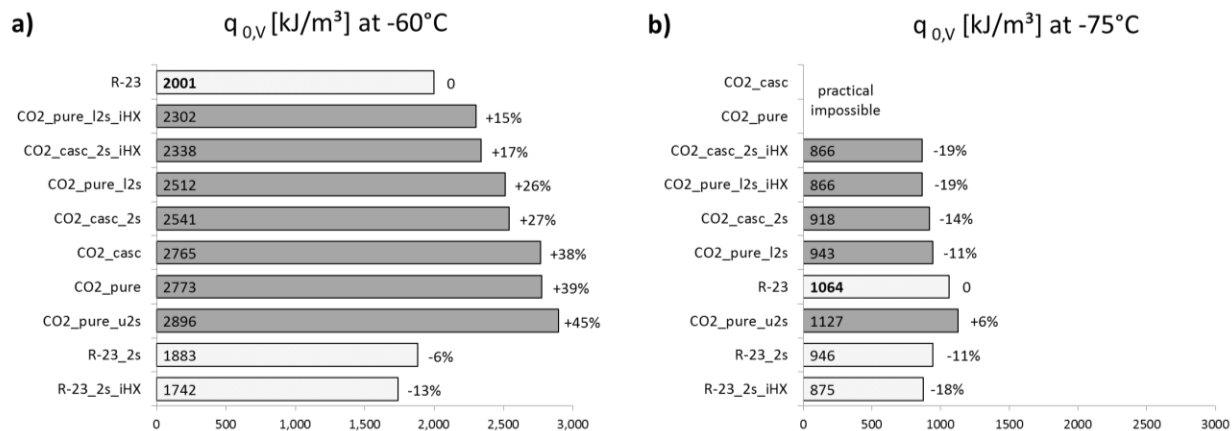 a)
q 0,V [kJ/m³] at -60°C
R-23
2001
0
CO2_pure_l2s_iHX
2302
+15%
CO2_casc_2s_iHX
2338
+17%
CO2_pure_l2s
2512
+26%
CO2_casc_2s
2541
+27%
CO2_casc
2765
+38%
CO2_pure
2773
+39%
CO2_pure_u2s
2896
+45%
R-23_2s
1883
-6%
R-23_2s_iHX
1742
-13%
0
500
1,000
1,500
2,000
2,500
3,000
b)
q 0,V [kJ/m³] at -75°C
CO2_casc
practical
impossible
CO2_pure
CO2_casc_2s_iHX
866
-19%
CO2_pure_l2s_iHX
866
-19%
CO2_casc_2s
918
-14%
CO2_pure_l2s
943
-11%
R-23
1064
0
CO2_pure_u2s
1127
+6%
R-23_2s
946
-11%
R-23_2s_iHX
875
-18%
0
500
1000
1500
2000
2500
3000